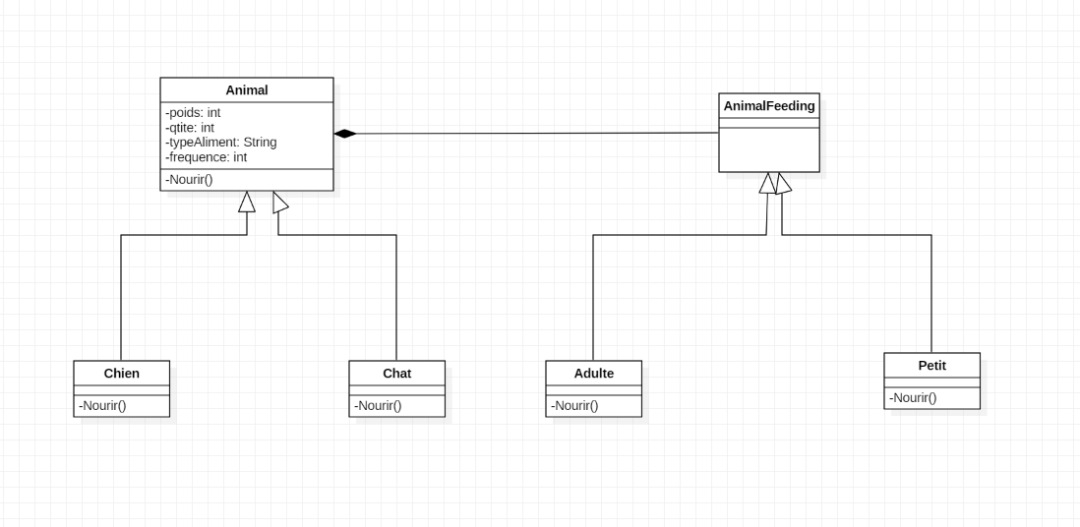 Animal
-poids: int
-qtite: int
-typeAliment: String
-frequence: int
-Nourir()
AnimalFeeding
Chien
-Nourir()
Chat
-Nourir()
Adulte
-Nourir()
Petit
-Nourir()